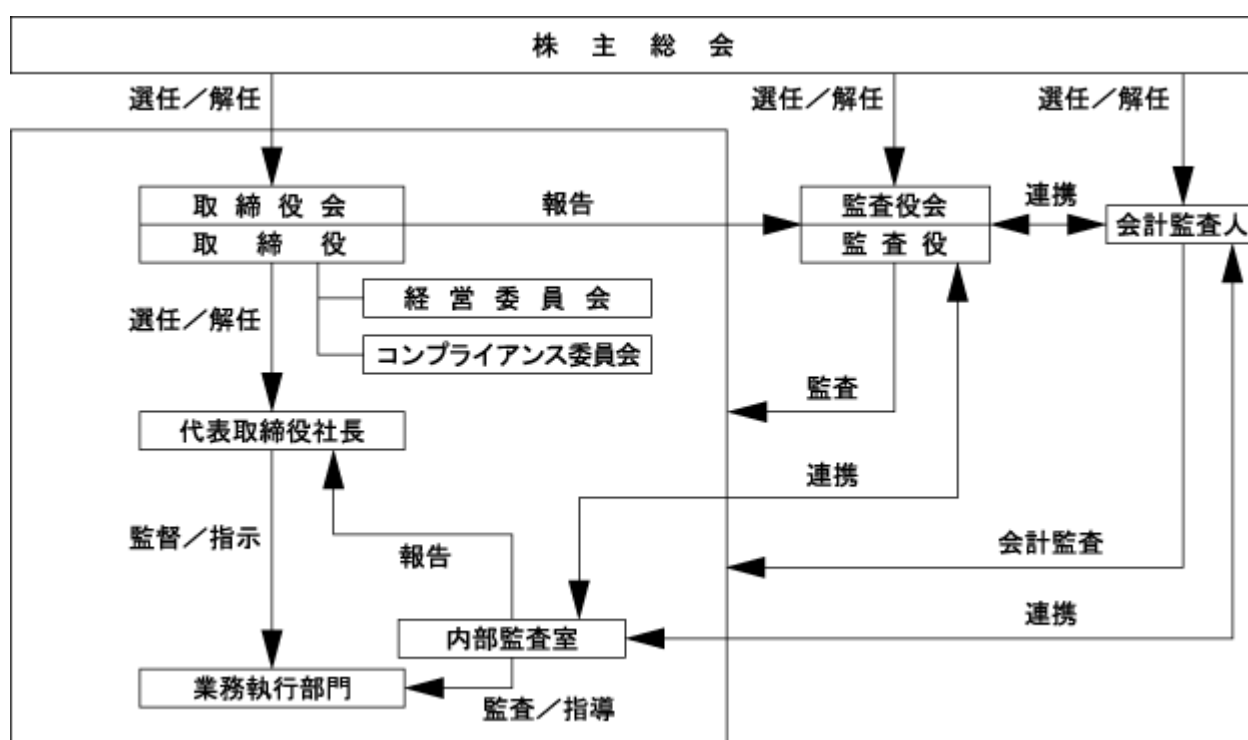 株主総会
選任／解任
選任／解任
選任／解任
取締役会
取締役
報告
監査役会
監査役
連携
会計監査人
経営委員会
選任／解任
コンプライアンス委員会
監査
代表取締役社長
連携
監督／指示
報告
会計監査
内部監査室
連携
業務執行部門
監査／指導